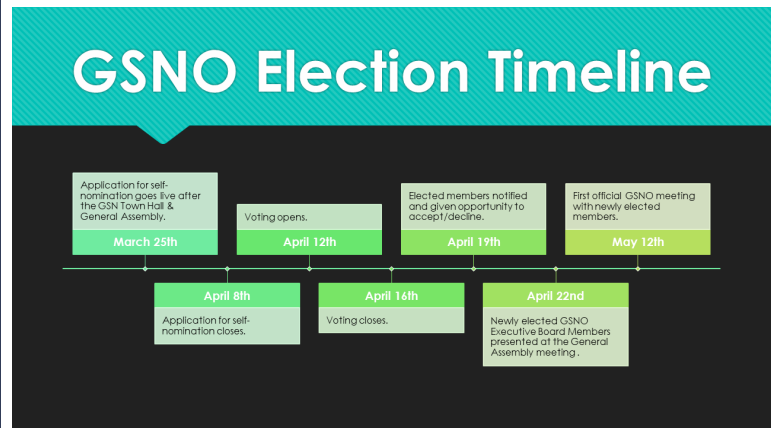 GSNO Election Timeline
Application for self-
nomination goes live after
the GSN Town Hall &
General Assembly.
March 25th
April 8th
Application for self-
nomination closes.
Voting opens.
April 12th
April 16th
Voting closes.
Elected members notified
and given opportunity to
accept/decline.
April 19th
April 22nd
Newly elected GSNO
Executive Board Members
presented at the General
Assembly meeting .
First official GSNO meeting
with newly elected
members.
May 12th